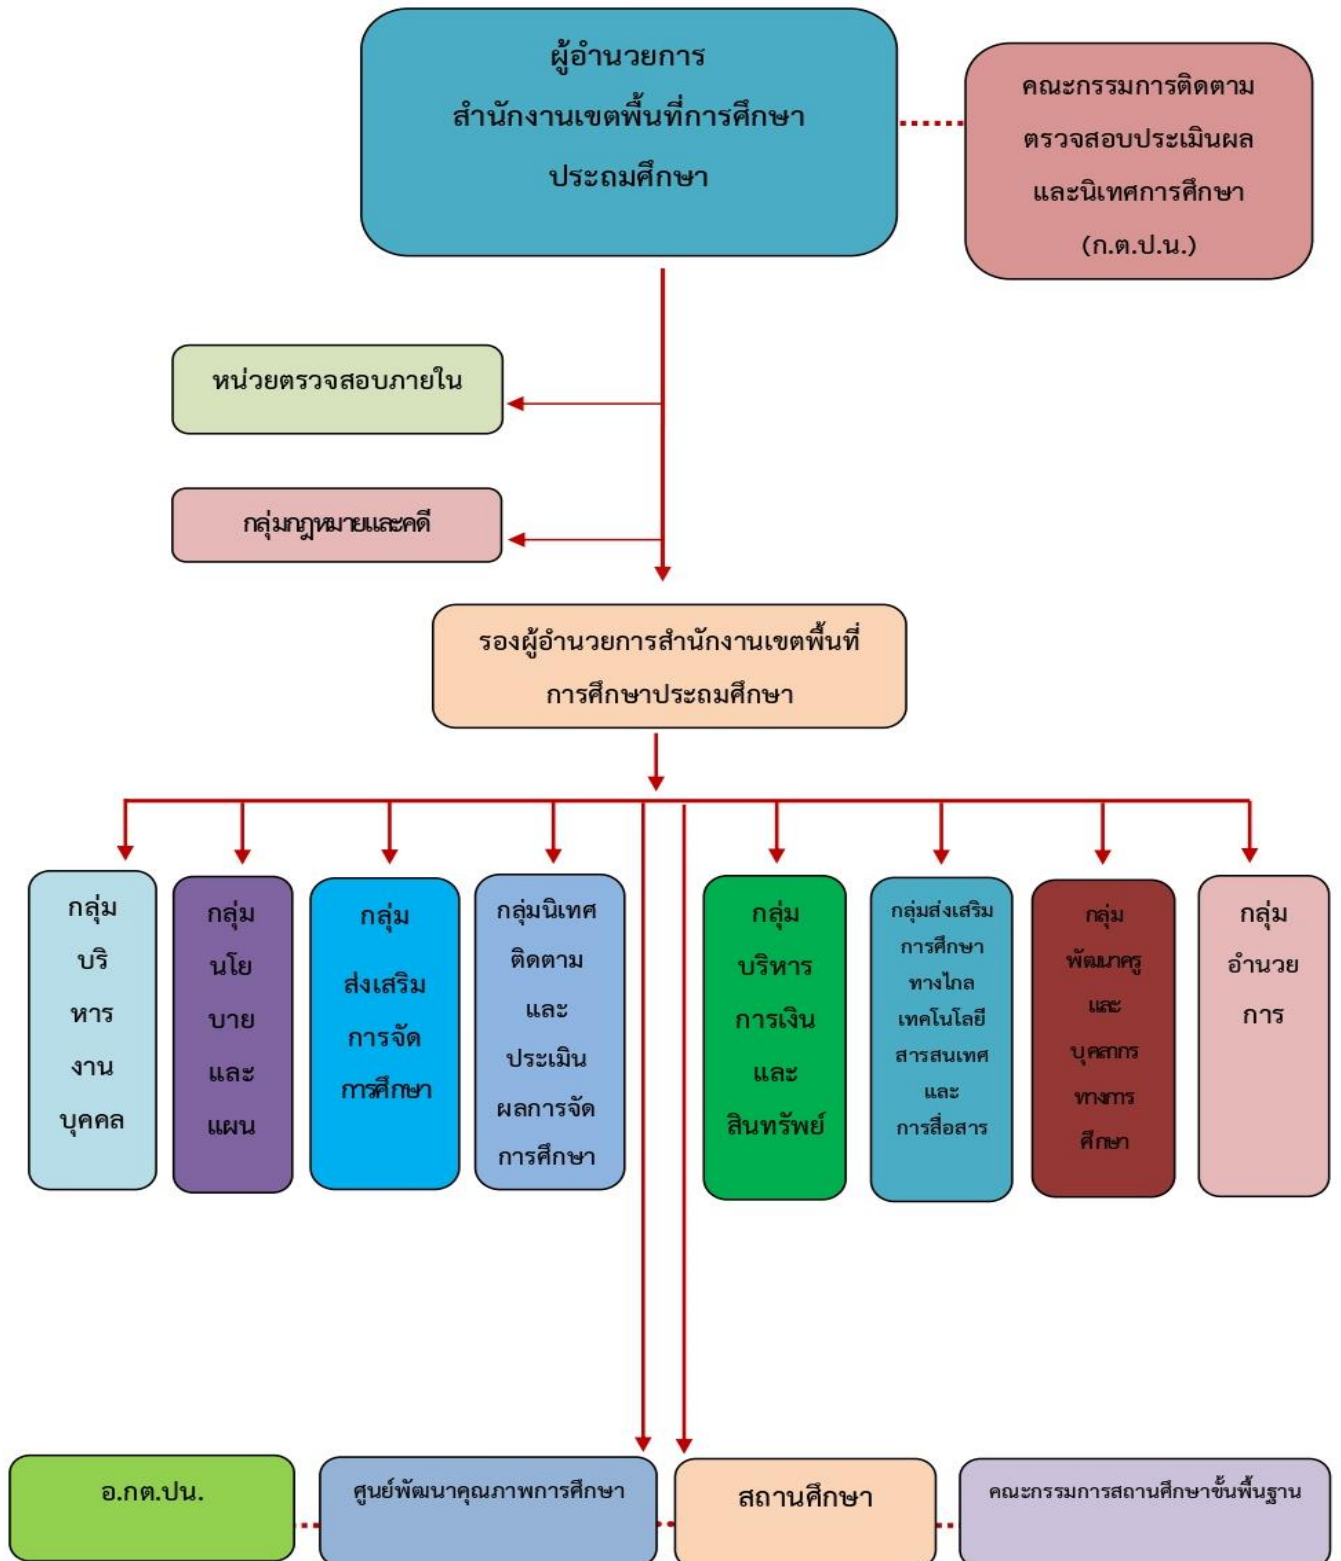 ผู้อำนวยการ
สำนักงานเขตพื้นที่การศึกษา
ประถมศึกษา
คณะกรรมการติดตาม
ตรวจสอบประเมินผล
และนิเทศการศึกษา
(ก.ต.ป.น.)
หน่วยตรวจสอบภายใน
กลุ่มกฎหมายและคดี
รองผู้อำนวยการสำนักงานเขตพื้นที่
การศึกษาประถมศึกษา
กลุ่ม
บริ
หาร
งาน
บุคคล
กลุ่ม
นโย
บาย
และ
แผน
กลุ่ม
ส่งเสริม
การจัด
การศึกษา
กลุ่มนิเทศ
ติดตาม
และ
ประเมิน
ผลการจัด
การศึกษา
กลุ่ม
บริหาร
การเงิน
และ
สินทรัพย์
กลุ่มส่งเสริม
การศึกษา
ทางไกล
เทคโนโลยี
สารสนเทศ
และ
การสื่อสาร
กลุ่ม
พัฒนาครู
และ
บุคลากร
ทางการ
ศึกษา
กลุ่ม
อำนวย
การ
อ.กต.ปน.
ศูนย์พัฒนาคุณภาพการศึกษา
สถานศึกษา
คณะกรรมการสถานศึกษาขั้นพื้นฐาน